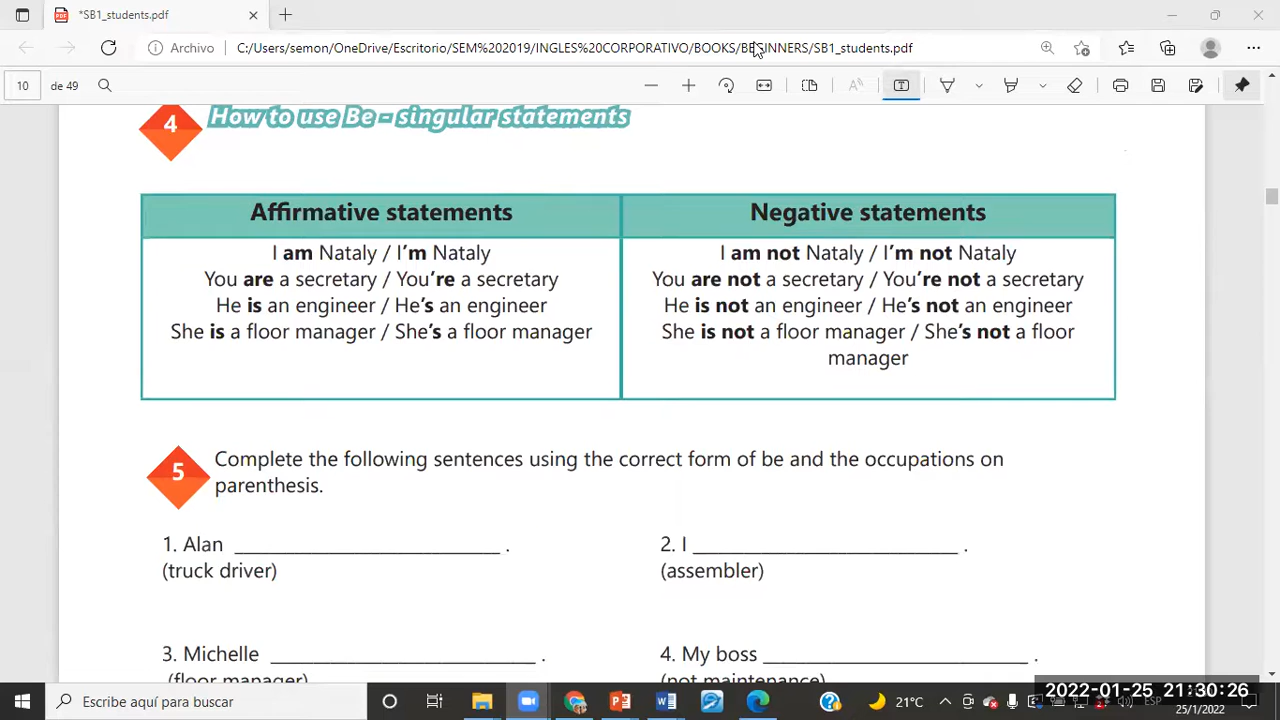 *SB1_students.pdf
Archivo C:/Users/semon/OneDrive/Escritorio/SEM%202019/INGLES%20CORPORATIVO/BOOKS/BEGINNERS/SB1_students.pdf
10 de 49
4 How to use Be - singular statements
Affirmative statements
I am Nataly / I'm Nataly
You are a secretary / You're a secretary
He is an engineer / He's an engineer
She is a floor manager / She's a floor manager
Negative statements
I am not Nataly / I'm not Nataly
You are not a secretary / You're not a secretary
He is not an engineer / He's not an engineer
She is not a floor manager / She's not a floor
manager
5 Complete the following sentences using the correct form of be and the occupations on
parenthesis.
1. Alan ________________________ .
(truck driver)
2. I ________________________ .
(assembler)
3. Michelle ________________________ .
(floor manager)
4. My boss ________________________ .
(not maintenance)
Escribe aquí para buscar
21°C
ESP
2022-01-25 21:30:26
25/1/2022